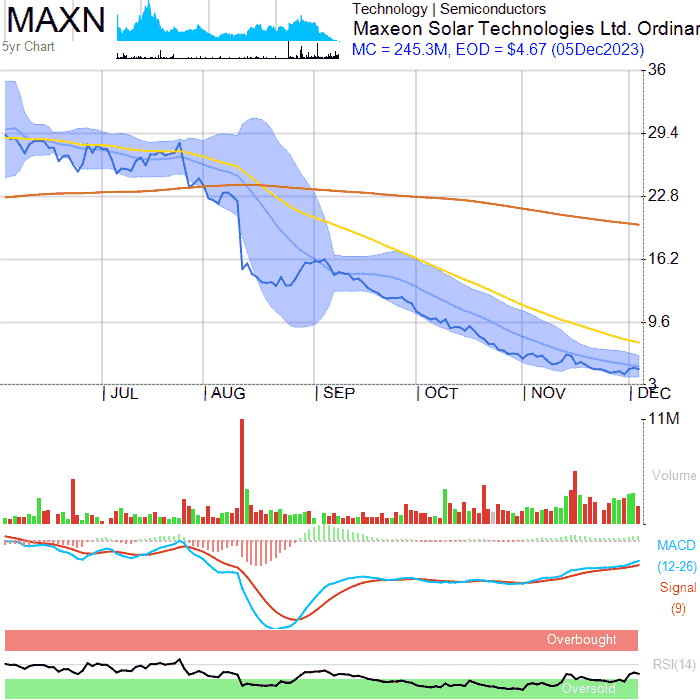 MAXN
5yr Chart
Technology | Semiconductors
Maxeon Solar Technologies Ltd. Ordinar
MC = 245.3M, EOD = $4.67 (05Dec2023)
36
29.4
22.8
16.2
9.6
3
JUL
AUG
SEP
OCT
NOV
DEC
11M
Volume
MACD
(12-26)
Signal
(9)
Overbought
RSI(14)
Oversold